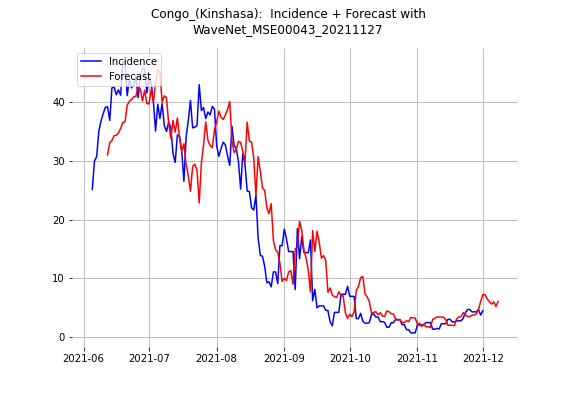 Congo_(Kinshasa):  Incidence + Forecast with
WaveNet_MSE00043_20211127
Incidence
Forecast
40
30
20
10
0
2021-06 2021-07 2021-08 2021-09 2021-10 2021-11 2021-12